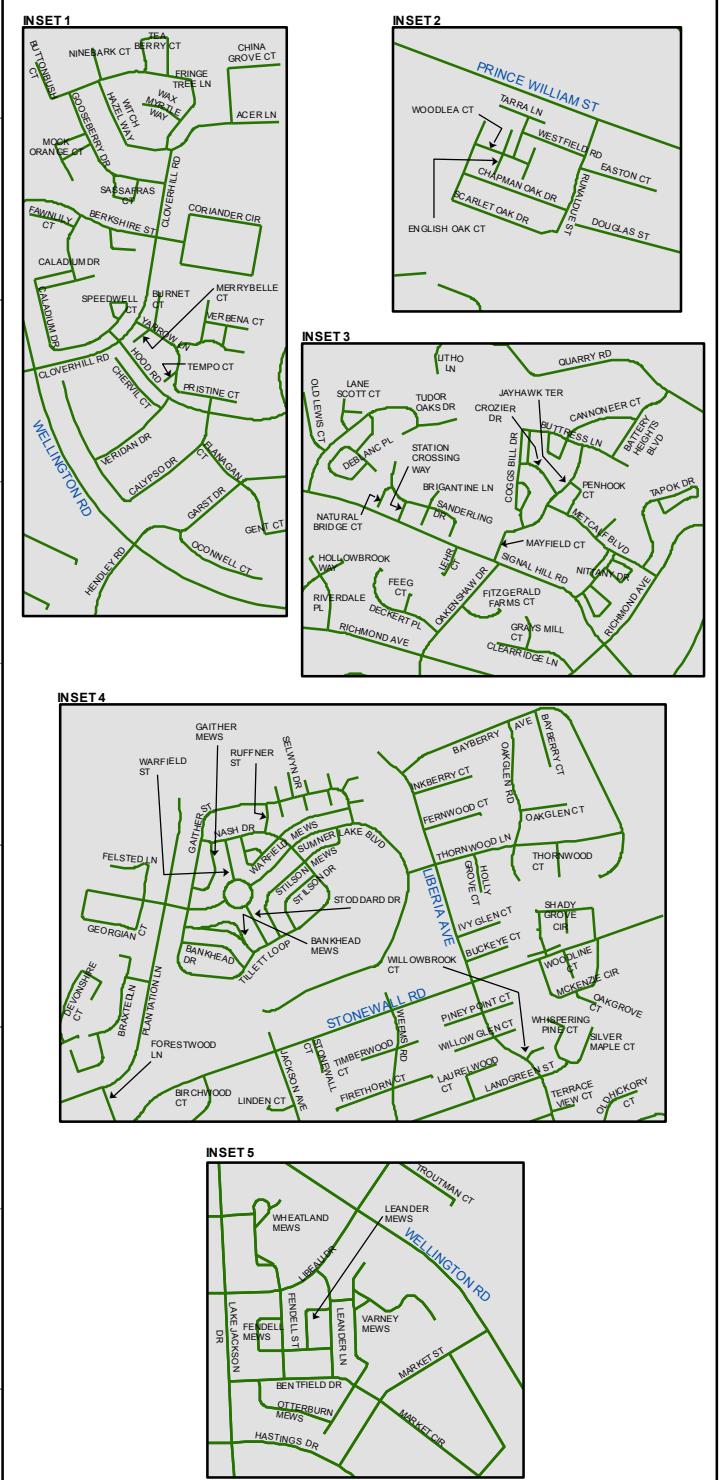 INSET 1
BUTTONBUSH
CT
NINEBARK CT
TEA
BERRY CT
CHINA
GROVE CT
FRINGE
TREE LN
WAX
MYRTLE
WAY
WITCH
HAZEL WAY
GOOSEBERRY DR
ACER LN
MOCK
ORANGE CT
SASSAFRAS
CT
CLOVERHILL RD
FAWNLILY
CT
BERKSHIRE ST
CORIANDER CIR
CALADIUM DR
CALADIUM DR
SPEEDWELL
CT
BURNET
CT
MERRYBELLE
CT
VERBENA CT
YARROW LN
HOOD RD
TEMPO CT
CLOVERHILL RD
CHERVIL CT
PRISTINE CT
WELLINGTON RD
VERIDAN DR
CALYPSO DR
FLANAGAN
CT
GARST DR
GENT CT
OCONNELL CT
HENDLEY RD
INSET 2
PRINCE WILLIAM ST
TARRA LN
WOODLEA CT
WESTFIELD RD
EASTON CT
CHAPMAN OAK DR
RUNALDUE ST
SCARLET OAK DR
ENGLISH OAK CT
DOUGLAS ST
INSET 3
LITHO
LN
QUARRY RD
OLD LEWIS CT
LANE
SCOTT CT
TUDOR
OAKS DR
JAYHAWK TER
CROZIER
DR
CANNONEER CT
BUTTRESS LN
BATTERY
HEIGHTS
BLVD
DEBLANC PL
STATION
CROSSING
WAY
COGGS BILL DR
BRIGANTINE LN
PENHOOK
CT
TAPOK DR
SANDERLING
DR
NATURAL
BRIDGE CT
METCALF BLVD
MAYFIELD CT
HOLLOWBROOK
WAY
JEHR
CT
SIGNAL HILL RD
NITTANY DR
FEEG
CT
OAKENSHAW DR
FITZGERALD
FARMS CT
RIVERDALE
PL
DECKERT PL
RICHMOND AVE
GRAYS MILL
CT
RICHMOND AVE
CLEARRIDGE LN
INSET 4
GAITHER
MEWS
WARFIELD
ST
RUFFNER
ST
SELWYN DR
BAYBERRY AVE
BAYBERRY CT
OAKGLEN RD
INKBERRY CT
GAITHER ST
NASH DR
FERNWOOD CT
OAKGLEN CT
WARFIELD MEWS
SUMNER LAKE BLVD
FELSTED LN
THORNWOOD LN
THORNWOOD
CT
STILSON MEWS
STILSON DR
HOLLY
GROVE CT
LIBERIA AVE
STODDARD DR
IVY GLEN CT
SHADY
GROVE
CIR
GEORGIAN CT
BANKHEAD
MEWS
BUCKEYE CT
BANKHEAD
DR
TILLETT LOOP
WILLOWBROOK
CT
WOODLINE
CT
MCKENZIE CIR
DEVONSHIRE
CT
BRAXTED LN
PLANTATION LN
STONEWALL RD
OAKGROVE
CT
PINEY POINT CT
WHISPERING
PINE CT
WEEMS RD
WILLOW GLEN CT
SILVER
MAPLE CT
FORESTWOOD
LN
STONEWALL
CT
TIMBERWOOD
CT
LAURELWOOD
CT
LANDGREEN ST
JACKSON AVE
FIRETHORN CT
BIRCHWOOD
CT
LINDEN CT
TERRACE
VIEW CT
OLD HICKORY
CT
INSET 5
TROUTMAN CT
WHEATLAND
MEWS
LEANDER
MEWS
WELLINGTON RD
LIBEAU DR
LAKE JACKSON
DR
FENDELL ST
FENDELL
MEWS
LEANDER LN
VARNEY
MEWS
MARKET ST
BENTFIELD DR
OTTERBURN
MEWS
MARKET CIR
HASTINGS DR